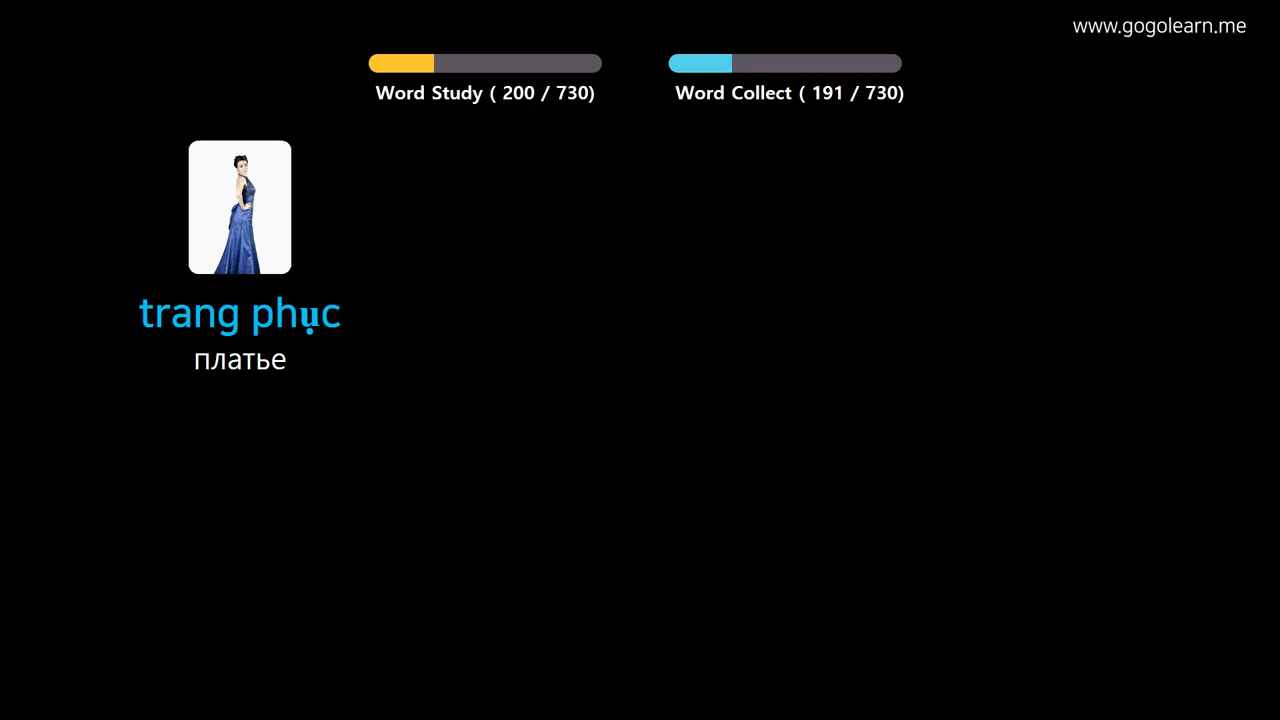 www.gogolearn.me
Word Study ( 200 / 730)
Word Collect ( 191 / 730)
trang phục
платье